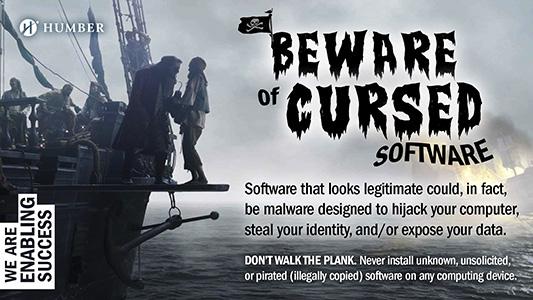 HUMBER
BEWARE
OF CURSED
SOFTWARE
Software that looks legitimate could, in fact,
be malware designed to hijack your computer,
steal your identity, and/or expose your data.
DON'T WALK THE PLANK. Never install unknown, unsolicited,
or pirated (illegally copied) software on any computing device.
WE ARE
ENABLING
SUCCESS